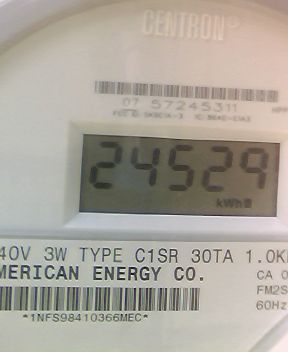 CENTRON®
07 57245311
24529
kWh
40V 3W TYPE C1SR 30TA 1.0K
MERICAN ENERGY CO.
CA 0
FM2S
60Hz
*1NFS98410366MEC*